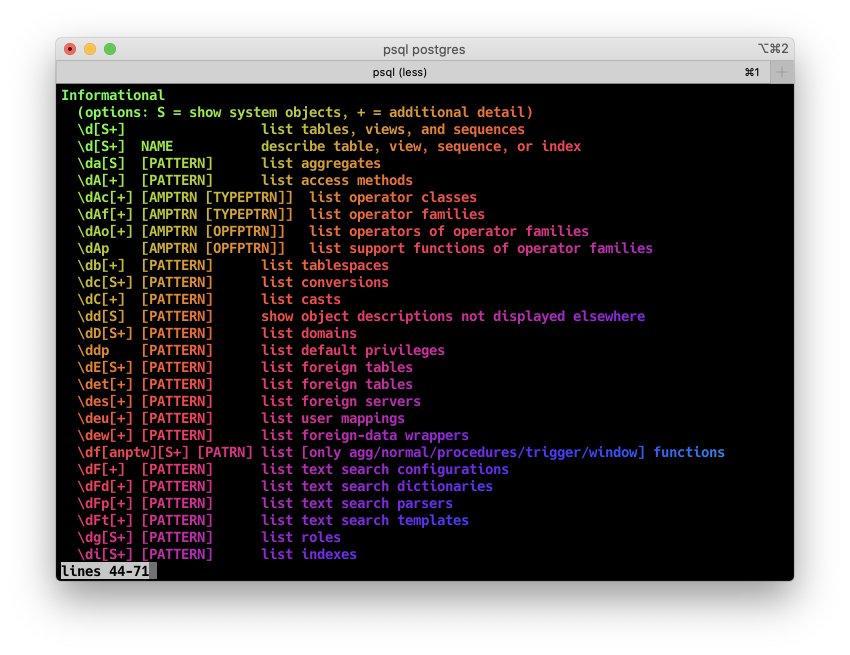 psql postgres ⌥⌘2
psql (less) ⌘1 +
Informational
  (options: S = show system objects, + = additional detail)
  \d[S+]                 list tables, views, and sequences
  \d[S+]  NAME           describe table, view, sequence, or index
  \da[S]  [PATTERN]      list aggregates
  \dA[+]  [PATTERN]      list access methods
  \dAc[+] [AMPTRN [TYPEPTRN]]  list operator classes
  \dAf[+] [AMPTRN [TYPEPTRN]]  list operator families
  \dAo[+] [AMPTRN [OPFPTRN]]   list operators of operator families
  \dAp    [AMPTRN [OPFPTRN]]   list support functions of operator families
  \db[+]  [PATTERN]      list tablespaces
  \dc[S+] [PATTERN]      list conversions
  \dC[+]  [PATTERN]      list casts
  \dd[S]  [PATTERN]      show object descriptions not displayed elsewhere
  \dD[S+] [PATTERN]      list domains
  \ddp    [PATTERN]      list default privileges
  \dE[S+] [PATTERN]      list foreign tables
  \det[+] [PATTERN]      list foreign tables
  \des[+] [PATTERN]      list foreign servers
  \deu[+] [PATTERN]      list user mappings
  \dew[+] [PATTERN]      list foreign-data wrappers
  \df[anptw][S+] [PATRN] list [only agg/normal/procedures/trigger/window] functions
  \dF[+]  [PATTERN]      list text search configurations
  \dFd[+] [PATTERN]      list text search dictionaries
  \dFp[+] [PATTERN]      list text search parsers
  \dFt[+] [PATTERN]      list text search templates
  \dg[S+] [PATTERN]      list roles
  \di[S+] [PATTERN]      list indexes
lines 44-71